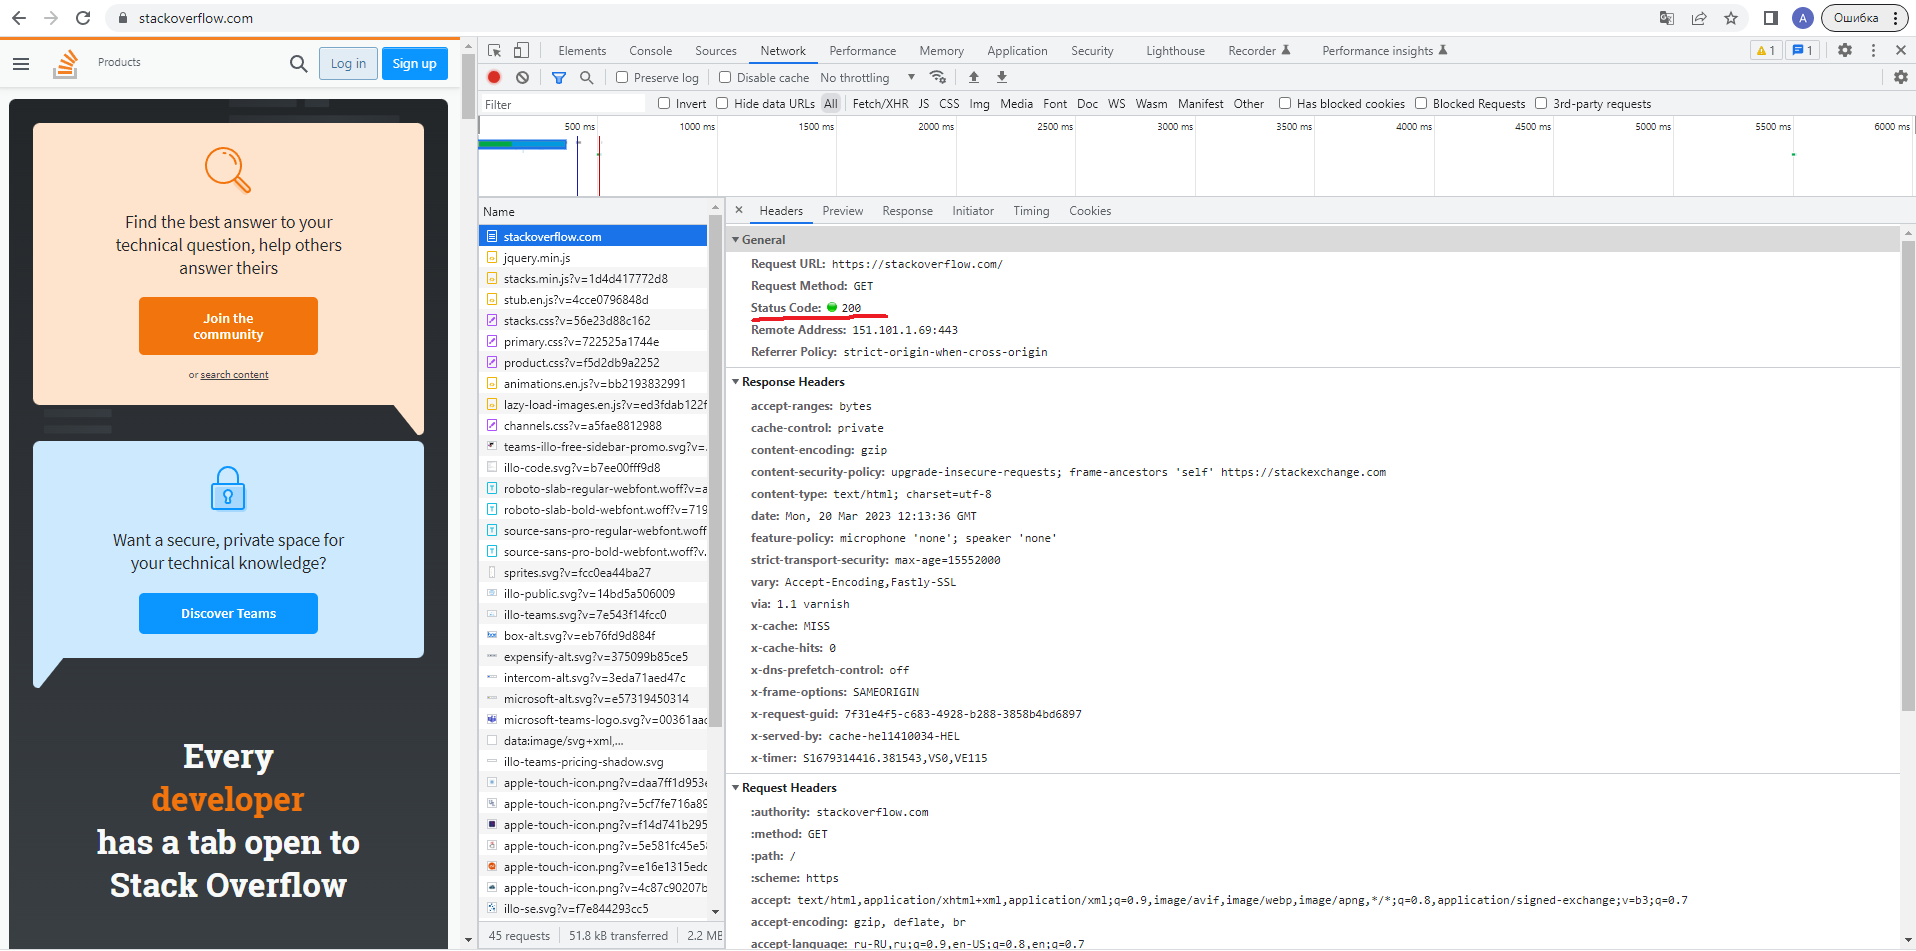 stackoverflow.com
A
Ошибка
Products
Log in
Sign up
Find the best answer to your
technical question, help others
answer theirs
Join the
community
or search content
Want a secure, private space for
your technical knowledge?
Discover Teams
Every
developer
has a tab open to
Stack Overflow
Elements Console Sources Network Performance Memory Application Security Lighthouse Recorder Performance insights 1 1
Preserve log Disable cache No throttling
Filter Invert Hide data URLs All Fetch/XHR JS CSS Img Media Font Doc WS Wasm Manifest Other Has blocked cookies Blocked Requests 3rd-party requests
500 ms 1000 ms 1500 ms 2000 ms 2500 ms 3000 ms 3500 ms 4000 ms 4500 ms 5000 ms 5500 ms 6000 ms
Name
stackoverflow.com
jquery.min.js
stacks.min.js?v=1d4d417772d8
stub.en.js?v=4cce0796848d
stacks.css?v=56e23d88c162
primary.css?v=722525a1744e
product.css?v=f5d2db9a2252
animations.en.js?v=bb2193832991
lazy-load-images.en.js?v=ed3fdab122f
channels.css?v=a5fae8812988
teams-illo-free-sidebar-promo.svg?v=.
illo-code.svg?v=b7ee00fff9d8
roboto-slab-regular-webfont.woff?v=a
roboto-slab-bold-webfont.woff?v=719
source-sans-pro-regular-webfont.woff
source-sans-pro-bold-webfont.woff?v.
sprites.svg?v=fcc0ea44ba27
illo-public.svg?v=14bd5a506009
illo-teams.svg?v=7e543f14fcc0
box-alt.svg?v=eb76fd9d884f
expensify-alt.svg?v=375099b85ce5
intercom-alt.svg?v=3eda71aed47c
microsoft-alt.svg?v=e57319450314
microsoft-teams-logo.svg?v=00361aac
data:image/svg+xml,...
illo-teams-pricing-shadow.svg
apple-touch-icon.png?v=daa7ff1d953e
apple-touch-icon.png?v=5cf7fe716a89
apple-touch-icon.png?v=f14d741b295
apple-touch-icon.png?v=5e581fc45e58
apple-touch-icon.png?v=e16e1315edc
apple-touch-icon.png?v=4c87c90207b
illo-se.svg?v=f7e844293cc5
45 requests 51.8 kB transferred 2.2 ME
Headers Preview Response Initiator Timing Cookies
General
Request URL: https://stackoverflow.com/
Request Method: GET
Status Code: 200
Remote Address: 151.101.1.69:443
Referrer Policy: strict-origin-when-cross-origin
Response Headers
accept-ranges: bytes
cache-control: private
content-encoding: gzip
content-security-policy: upgrade-insecure-requests; frame-ancestors 'self' https://stackexchange.com
content-type: text/html; charset=utf-8
date: Mon, 20 Mar 2023 12:13:36 GMT
feature-policy: microphone 'none'; speaker 'none'
strict-transport-security: max-age=15552000
vary: Accept-Encoding,Fastly-SSL
via: 1.1 varnish
x-cache: MISS
x-cache-hits: 0
x-dns-prefetch-control: off
x-frame-options: SAMEORIGIN
x-request-guid: 7f31e4f5-c683-4928-b288-3858b4bd6897
x-served-by: cache-hel1410034-HEL
x-timer: S1679314416.381543,VS0,VE115
Request Headers
:authority: stackoverflow.com
:method: GET
:path: /
:scheme: https
accept: text/html,application/xhtml+xml,application/xml;q=0.9,image/avif,image/webp,image/apng,*/*;q=0.8,application/signed-exchange;v=b3;q=0.7
accept-encoding: gzip, deflate, br
accept-language: ru-RU,ru;q=0.9,en-US;q=0.8,en;q=0.7